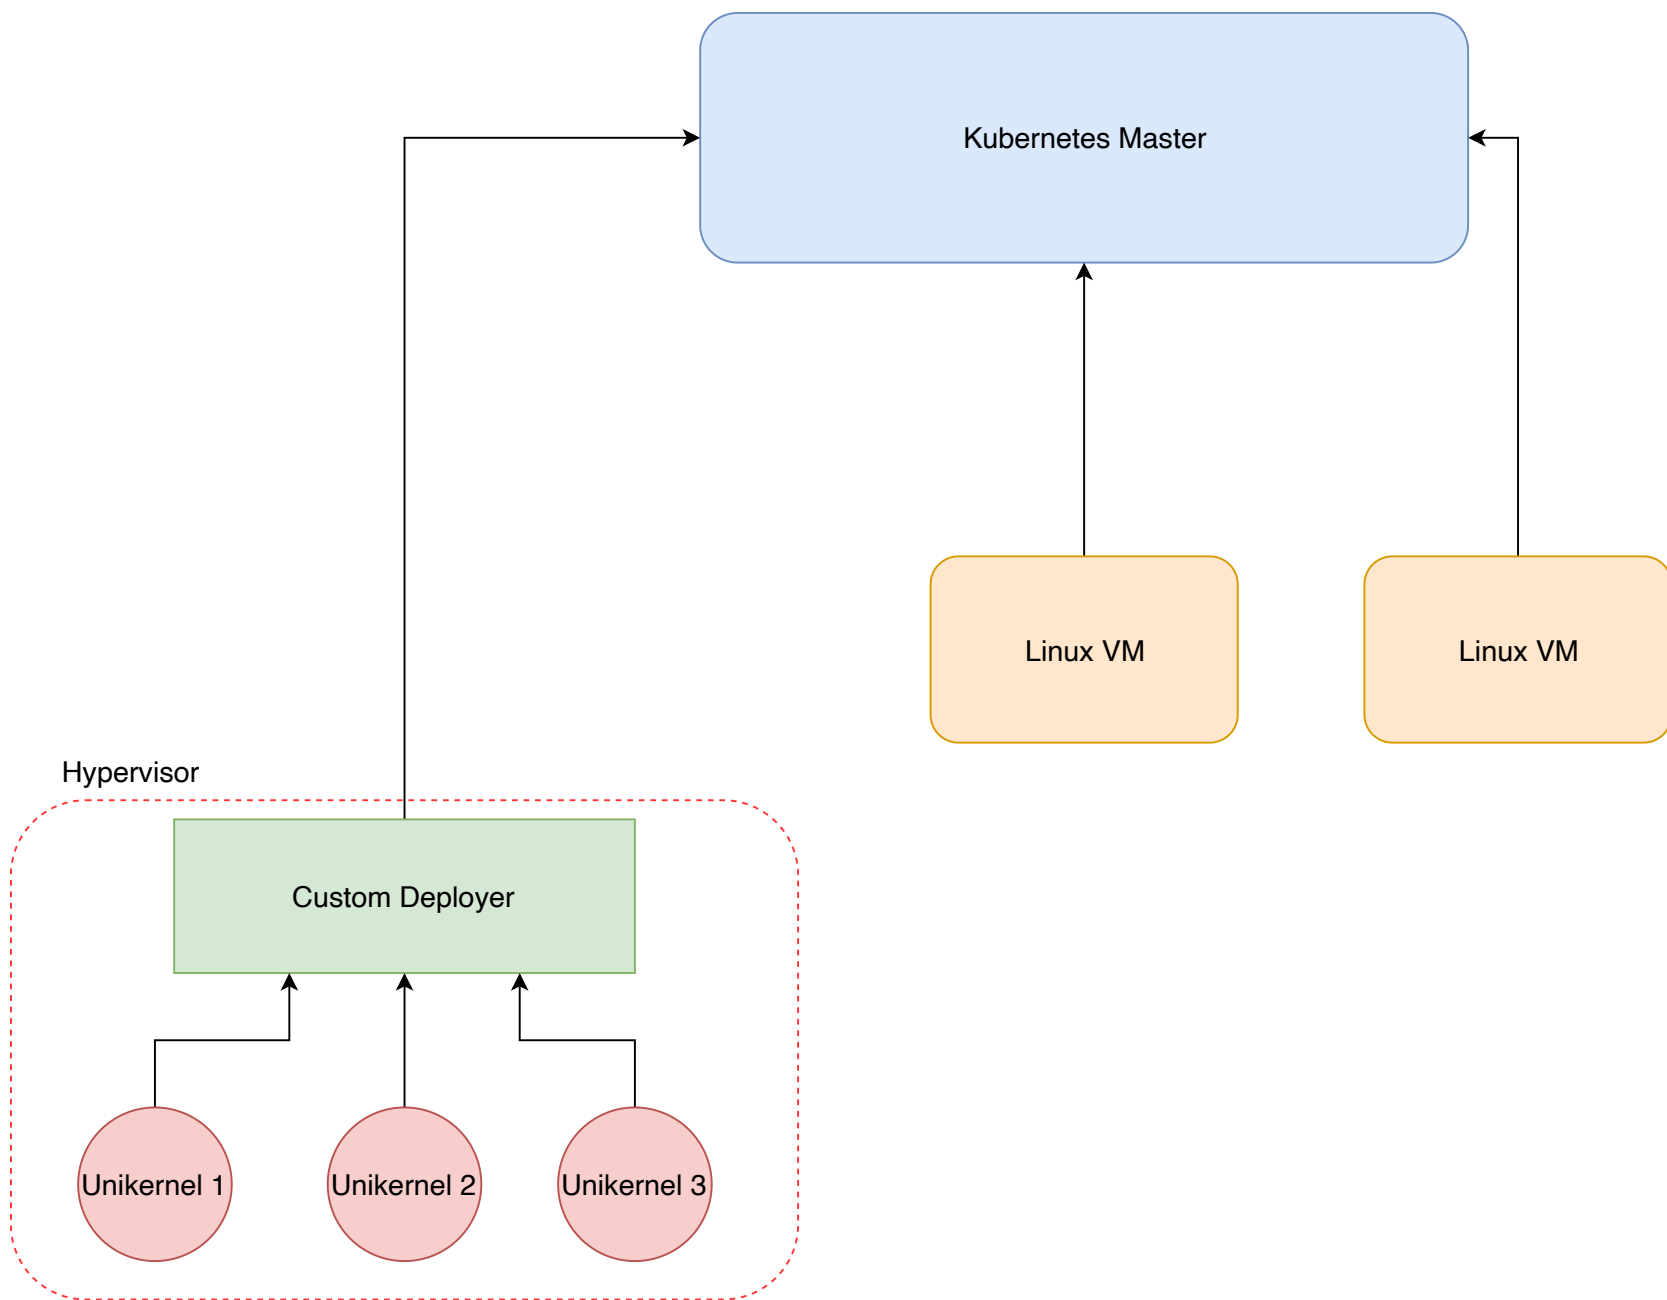 Kubernetes Master
Linux VM
Linux VM
Hypervisor
Custom Deployer
Unikernel 1
Unikernel 2
Unikernel 3